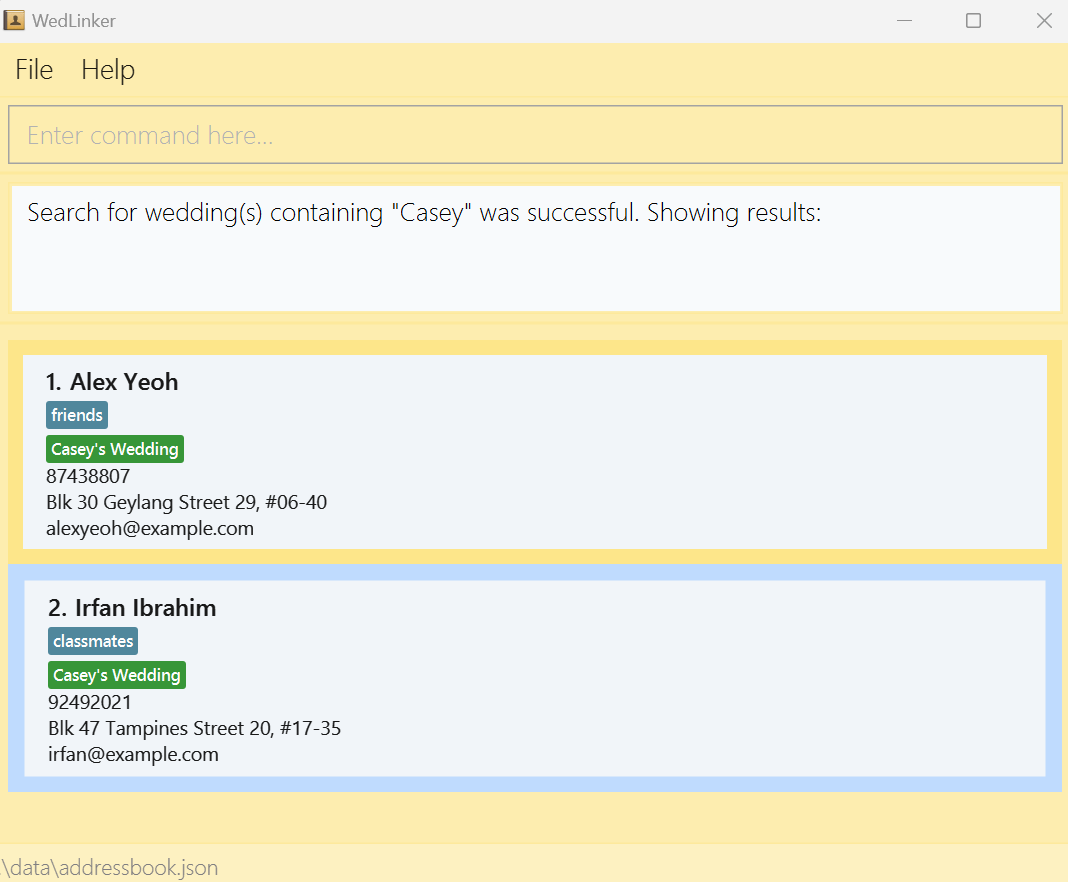 WedLinker
File Help
Enter command here...
Search for wedding(s) containing "Casey" was successful. Showing results:
1. Alex Yeoh
friends
Casey's Wedding
87438807
Blk 30 Geylang Street 29, #06-40
alexyeoh@example.com
2. Irfan Ibrahim
classmates
Casey's Wedding
92492021
Blk 47 Tampines Street 20, #17-35
irfan@example.com
\data\addressbook.json